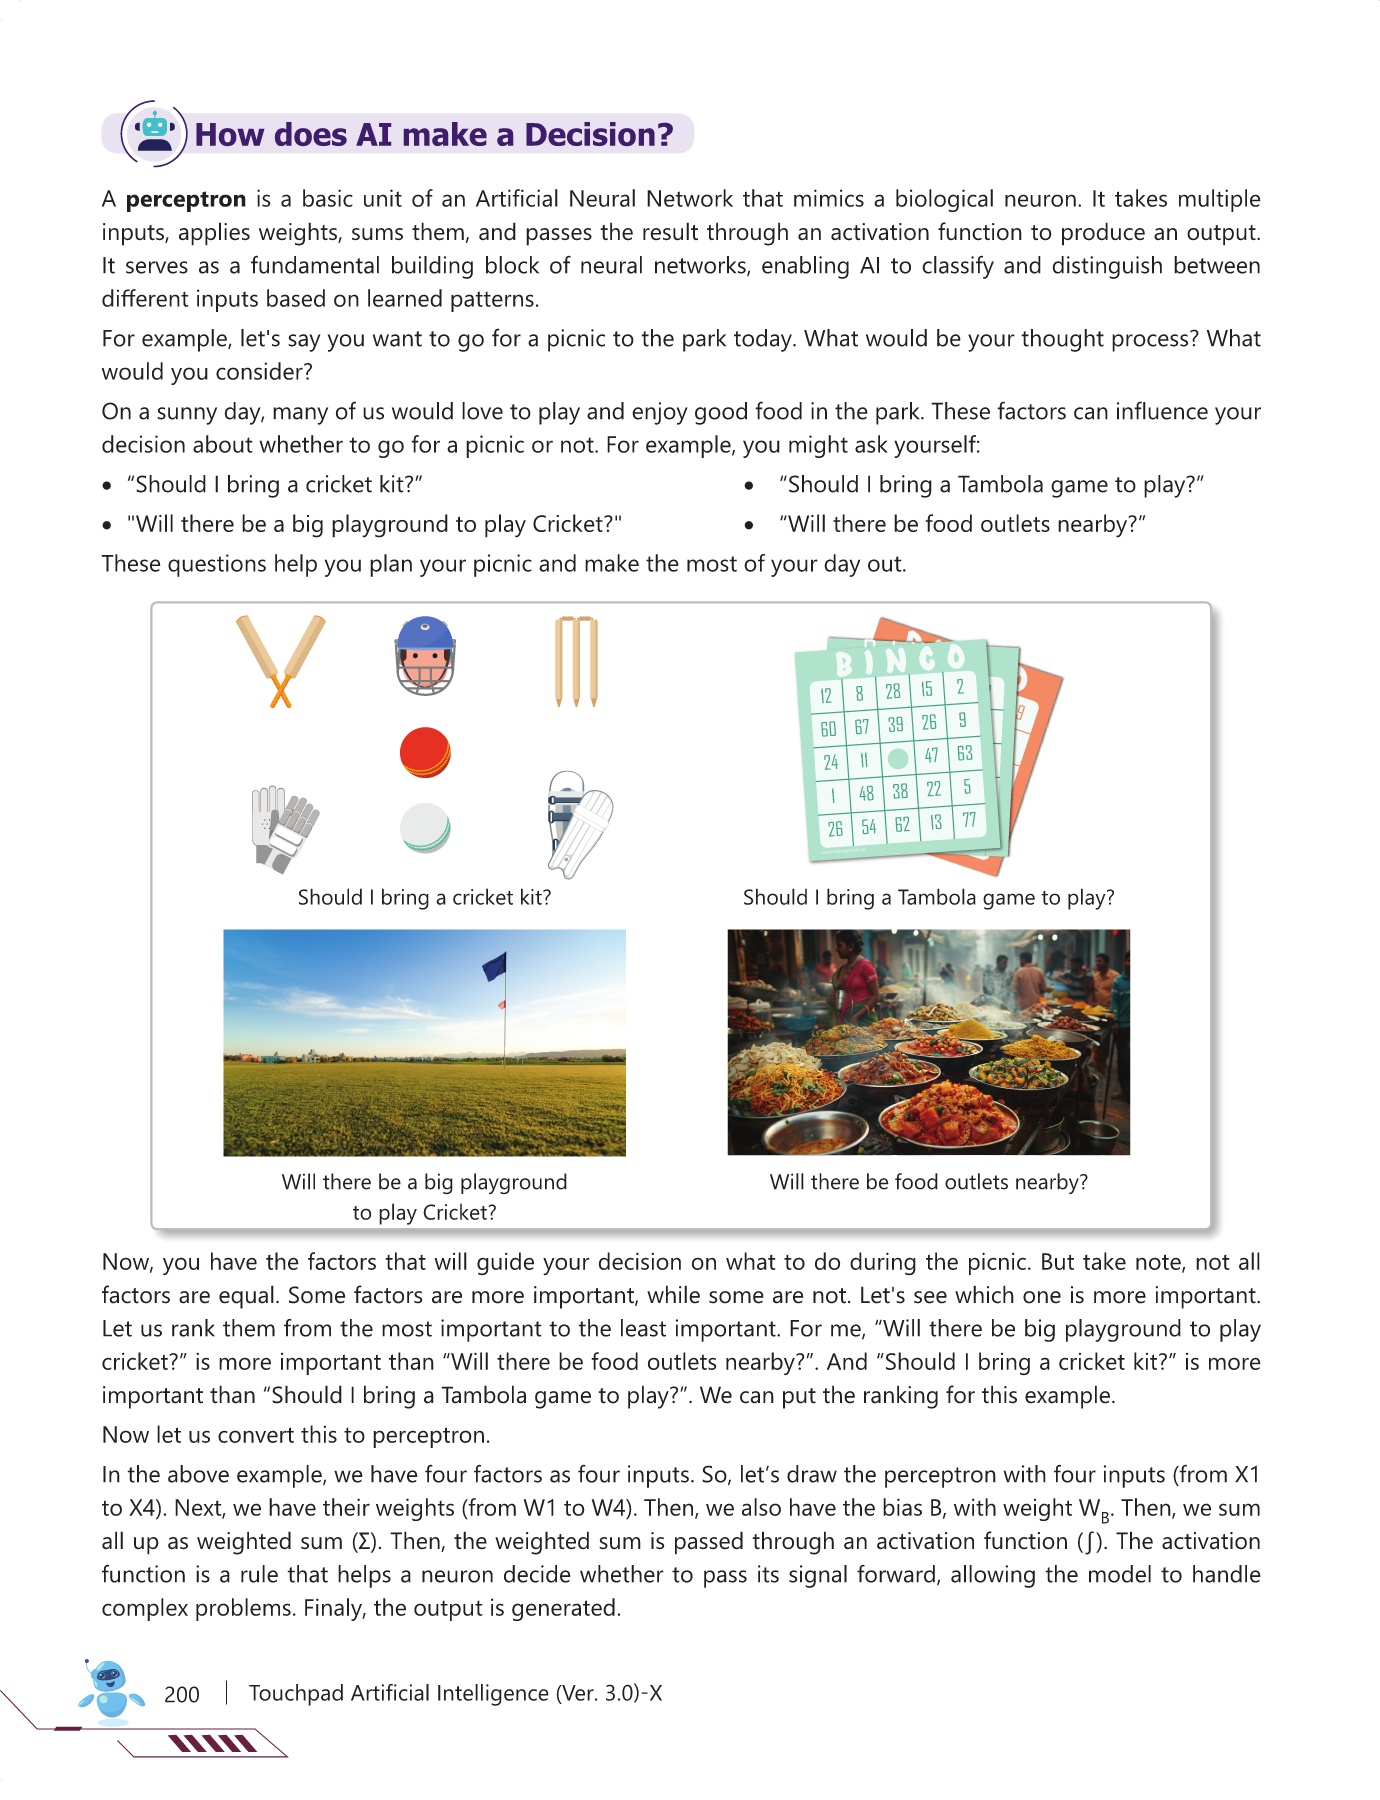 How does AI make a Decision?
A perceptron is a basic unit of an Artificial Neural Network that mimics a biological neuron. It takes multiple
inputs, applies weights, sums them, and passes the result through an activation function to produce an output.
It serves as a fundamental building block of neural networks, enabling AI to classify and distinguish between
different inputs based on learned patterns.
For example, let's say you want to go for a picnic to the park today. What would be your thought process? What
would you consider?
On a sunny day, many of us would love to play and enjoy good food in the park. These factors can influence your
decision about whether to go for a picnic or not. For example, you might ask yourself:
• “Should I bring a cricket kit?”
• “Should I bring a Tambola game to play?”
• "Will there be a big playground to play Cricket?"
• “Will there be food outlets nearby?”
These questions help you plan your picnic and make the most of your day out.
BINGO
12 8 28 15 2
60 67 39 26 9
24 11 47 63
1 48 38 22 5
26 54 62 13 77
Should I bring a cricket kit?
Should I bring a Tambola game to play?
Will there be a big playground
to play Cricket?
Will there be food outlets nearby?
Now, you have the factors that will guide your decision on what to do during the picnic. But take note, not all
factors are equal. Some factors are more important, while some are not. Let's see which one is more important.
Let us rank them from the most important to the least important. For me, “Will there be big playground to play
cricket?” is more important than “Will there be food outlets nearby?”. And “Should I bring a cricket kit?” is more
important than “Should I bring a Tambola game to play?”. We can put the ranking for this example.
Now let us convert this to perceptron.
In the above example, we have four factors as four inputs. So, let’s draw the perceptron with four inputs (from X1
to X4). Next, we have their weights (from W1 to W4). Then, we also have the bias B, with weight W_B. Then, we sum
all up as weighted sum (Σ). Then, the weighted sum is passed through an activation function (∫). The activation
function is a rule that helps a neuron decide whether to pass its signal forward, allowing the model to handle
complex problems. Finaly, the output is generated.
200 | Touchpad Artificial Intelligence (Ver. 3.0)-X